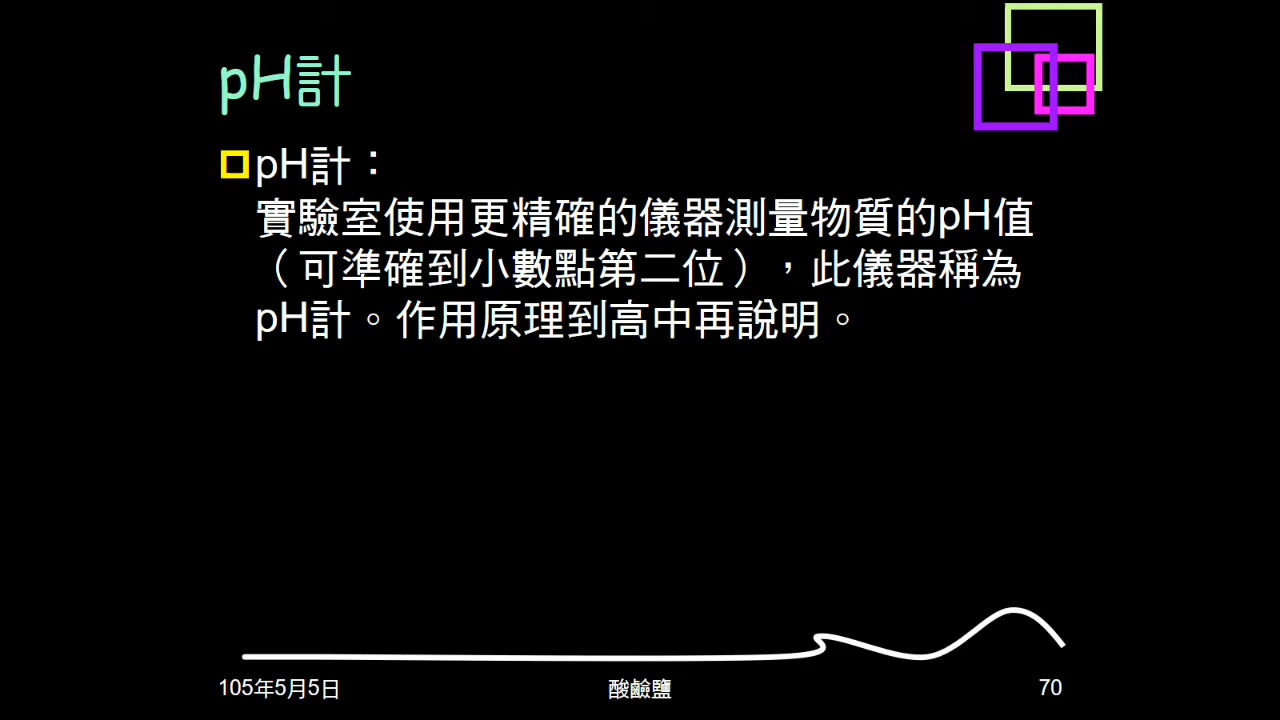 pH計
pH計：
實驗室使用更精確的儀器測量物質的pH值
（可準確到小數點第二位），此儀器稱為
pH計。作用原理到高中再說明。
105年5月5日
酸鹼鹽
70